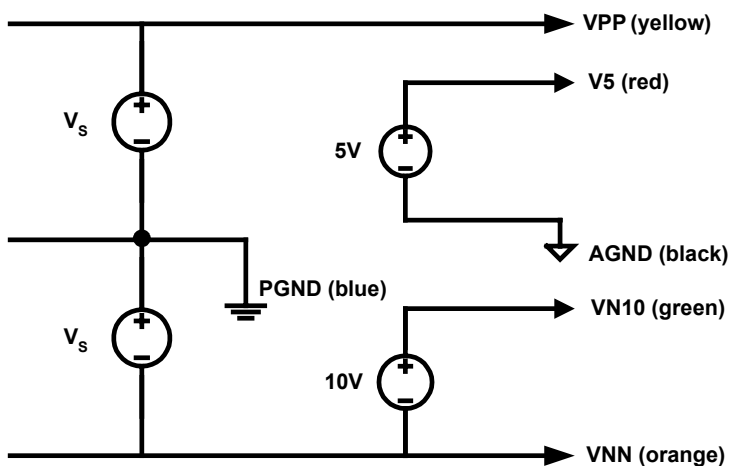 VPP (yellow)
V5 (red)
VS
+
−
5V
+
−
AGND (black)
PGND (blue)
VN10 (green)
VS
+
−
10V
+
−
VNN (orange)